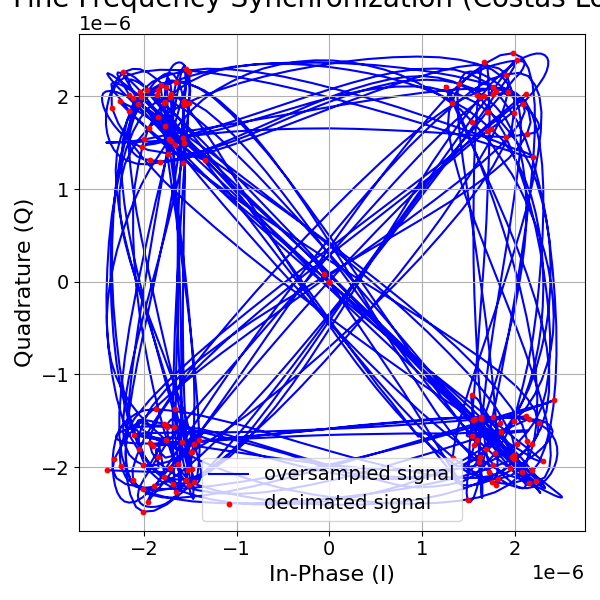 Fine Frequency Synchronization (Costas Lo
1e−6
2
1
0
−1
−2
Quadrature (Q)
oversampled signal
decimated signal
−2 −1 0 1 2
In-Phase (I) 1e−6